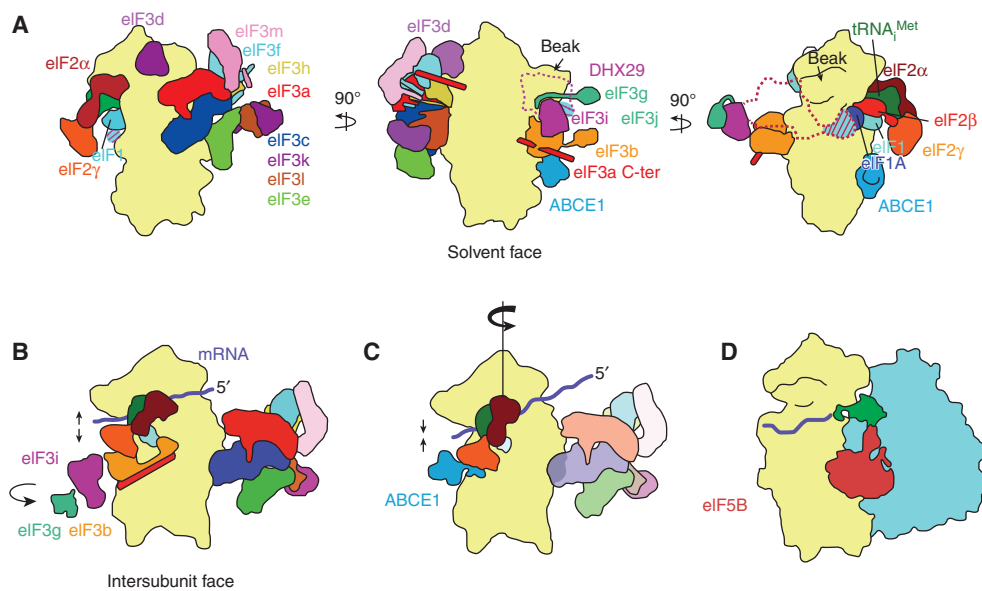 A
eIF3d
eIF3m
eIF3f
eIF3h
eIF3a
eIF2α
eIF1
eIF2γ
eIF3c
eIF3k
eIF3l
eIF3e
90°
eIF3d
Beak
DHX29
eIF3g
eIF3i
eIF3j
eIF3b
eIF3a C-ter
ABCE1
Solvent face
90°
tRNAiMet
Beak
eIF2α
eIF2β
eIF1
eIF2γ
eIF1A
ABCE1
B
mRNA
5′
eIF3i
eIF3g
eIF3b
Intersubunit face
C
5′
ABCE1
D
eIF5B